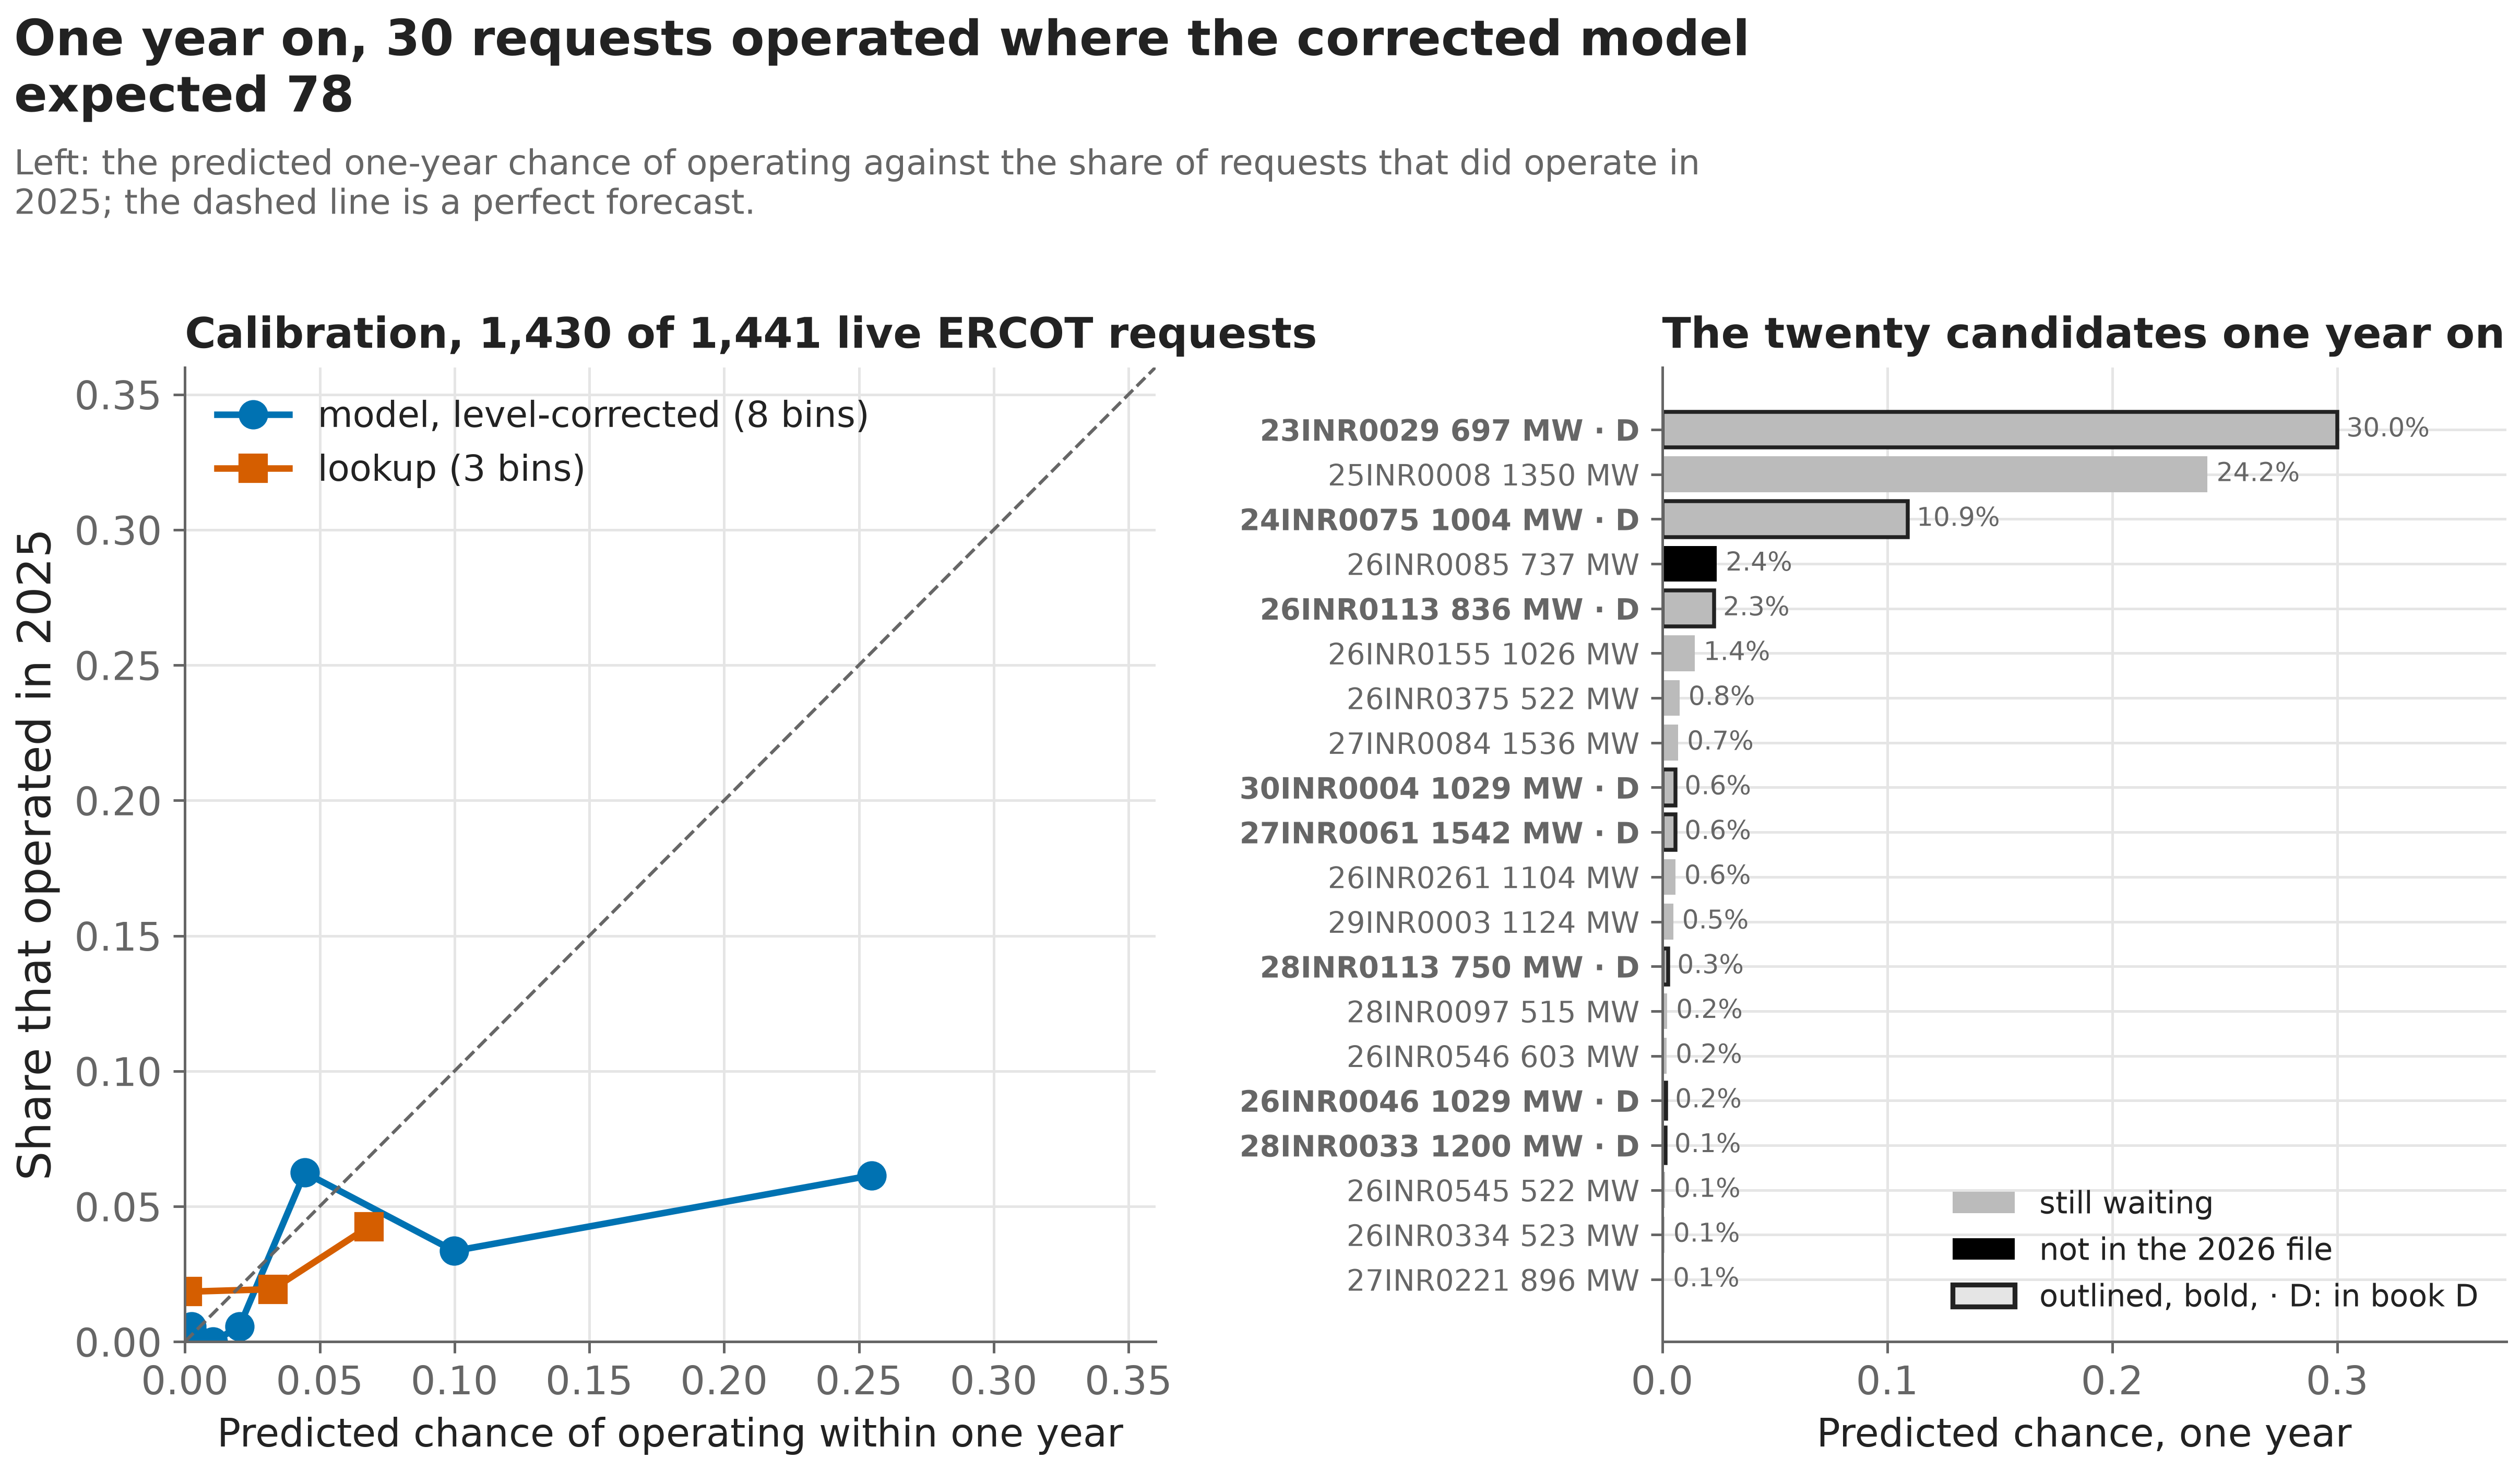 One year on, 30 requests operated where the corrected model
expected 78
Left: the predicted one-year chance of operating against the share of requests that did operate in
2025; the dashed line is a perfect forecast.
Calibration, 1,430 of 1,441 live ERCOT requests
model, level-corrected (8 bins)
lookup (3 bins)
Share that operated in 2025
0.35
0.30
0.25
0.20
0.15
0.10
0.05
0.00
0.00 0.05 0.10 0.15 0.20 0.25 0.30 0.35
Predicted chance of operating within one year
The twenty candidates one year on
23INR0029 697 MW · D 30.0%
25INR0008 1350 MW 24.2%
24INR0075 1004 MW · D 10.9%
26INR0085 737 MW 2.4%
26INR0113 836 MW · D 2.3%
26INR0155 1026 MW 1.4%
26INR0375 522 MW 0.8%
27INR0084 1536 MW 0.7%
30INR0004 1029 MW · D 0.6%
27INR0061 1542 MW · D 0.6%
26INR0261 1104 MW 0.6%
29INR0003 1124 MW 0.5%
28INR0113 750 MW · D 0.3%
28INR0097 515 MW 0.2%
26INR0546 603 MW 0.2%
26INR0046 1029 MW · D 0.2%
28INR0033 1200 MW · D 0.1%
26INR0545 522 MW 0.1%
26INR0334 523 MW 0.1%
27INR0221 896 MW 0.1%
still waiting
not in the 2026 file
outlined, bold, · D: in book D
0.0 0.1 0.2 0.3
Predicted chance, one year